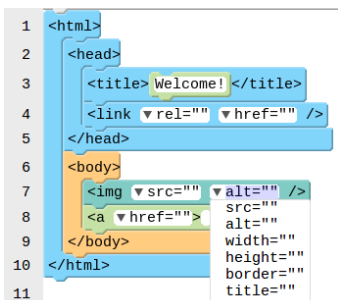 1 <html>
2 <head>
3 <title> Welcome! </title>
4 <link ▼rel="" ▼href="" />
5 </head>
6 <body>
7 <img ▼src="" ▼alt="" />
8 <a ▼href="">
9 </body>
10 </html>
11
src=""
alt=""
width=""
height=""
border=""
title=""